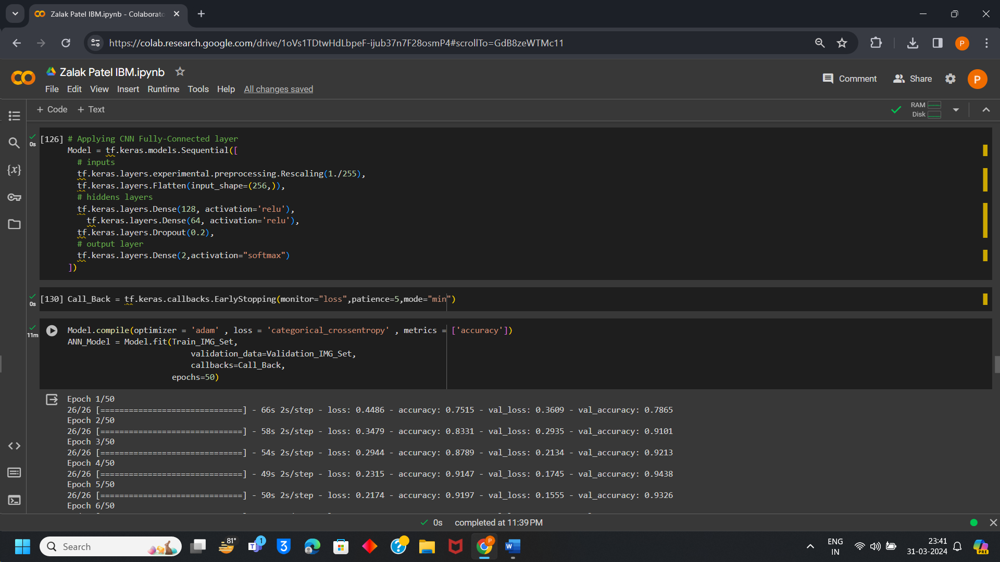 Zalak Patel IBM.ipynb - Colaborato
https://colab.research.google.com/drive/1oVs1TDtwHdLbpeF-ijub37n7F28osmP4#scrollTo=GdB8zeWTMc11
P
Zalak Patel IBM.ipynb
Comment
Share
P
File Edit View Insert Runtime Tools Help All changes saved
+ Code + Text
RAM
Disk
0s
[126] # Applying CNN Fully-Connected layer
Model = tf.keras.models.Sequential([
# inputs
tf.keras.layers.experimental.preprocessing.Rescaling(1./255),
tf.keras.layers.Flatten(input_shape=(256,)),
# hiddens layers
tf.keras.layers.Dense(128, activation='relu'),
tf.keras.layers.Dense(64, activation='relu'),
tf.keras.layers.Dropout(0.2),
# output layer
tf.keras.layers.Dense(2,activation="softmax")
])
0s
[130] Call_Back = tf.keras.callbacks.EarlyStopping(monitor="loss",patience=5,mode="min")
11m
Model.compile(optimizer = 'adam' , loss = 'categorical_crossentropy' , metrics = ['accuracy'])
ANN_Model = Model.fit(Train_IMG_Set,
validation_data=Validation_IMG_Set,
callbacks=Call_Back,
epochs=50)
Epoch 1/50
26/26 [==============================] - 66s 2s/step - loss: 0.4486 - accuracy: 0.7515 - val_loss: 0.3609 - val_accuracy: 0.7865
Epoch 2/50
26/26 [==============================] - 58s 2s/step - loss: 0.3479 - accuracy: 0.8331 - val_loss: 0.2935 - val_accuracy: 0.9101
Epoch 3/50
26/26 [==============================] - 54s 2s/step - loss: 0.2944 - accuracy: 0.8789 - val_loss: 0.2134 - val_accuracy: 0.9213
Epoch 4/50
26/26 [==============================] - 49s 2s/step - loss: 0.2315 - accuracy: 0.9147 - val_loss: 0.1745 - val_accuracy: 0.9438
Epoch 5/50
26/26 [==============================] - 50s 2s/step - loss: 0.2174 - accuracy: 0.9197 - val_loss: 0.1555 - val_accuracy: 0.9326
Epoch 6/50
0s completed at 11:39 PM
Search
81°
1
ENG
IN
23:41
31-03-2024
PRE